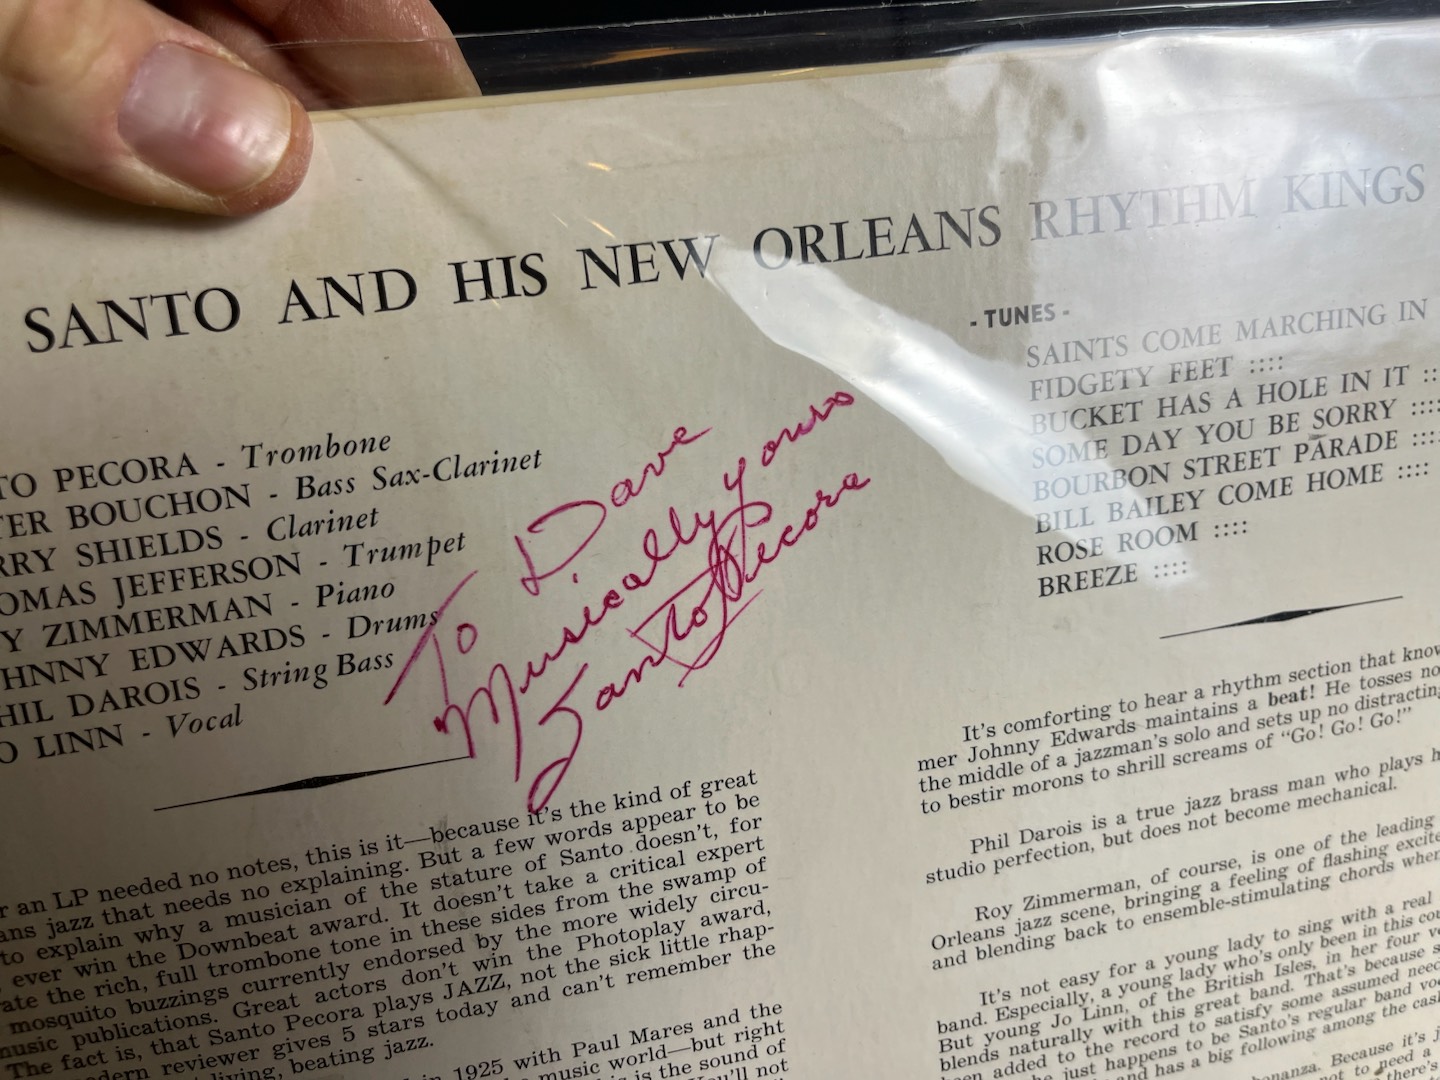 SANTO AND HIS NEW ORLEANS RHYTHM KINGS
PECORA - Trombone
BOUCHON - Bass Sax-Clarinet
SHIELDS - Clarinet
JEFFERSON - Trumpet
ZIMMERMAN - Piano
EDWARDS - Drums
DAROIS - String Bass
LINN - Vocal
To Dave
Musically yours
Santo Pecora
- TUNES -
SAINTS COME MARCHING IN
FIDGETY FEET ::::
BUCKET HAS A HOLE IN IT ::
SOME DAY YOU BE SORRY ::::
BOURBON STREET PARADE ::::
BILL BAILEY COME HOME ::::
ROSE ROOM ::::
BREEZE ::::
an LP needed no notes, this is it—because it's the kind of great
jazz that needs no explaining. But a few words appear to be
to explain why a musician of the stature of Santo doesn't, for
ever win the Downbeat award. It doesn't take a critical expert
the rich, full trombone tone in these sides from the swamp of
mosquito buzzings currently endorsed by the more widely circu-
music publications. Great actors don't win the Photoplay award,
The fact is, that Santo Pecora plays JAZZ, not the sick little rhap-
reviewer gives 5 stars today and can't remember the
living, beating jazz.
in 1925 with Paul Mares and the
music world—but right
is the sound of
You'll not
It's comforting to hear a rhythm section that
mer Johnny Edwards maintains a beat! He tosses
the middle of a jazzman's solo and sets up no
to bestir morons to shrill screams of "Go! Go! Go!"
Phil Darois is a true jazz brass man who plays
studio perfection, but does not become mechanical.
Roy Zimmerman, of course, is one of the leading
Orleans jazz scene, bringing a feeling of flashing
and blending back to ensemble-stimulating chords
It's not easy for a young lady to sing with a real
band. Especially, a young lady who's only been in this
But young Jo Linn, of the British Isles, in her four
blends naturally with this great band. That's because
been added to the record to satisfy some assumed
just happens to be Santo's regular band
and has a big following among the
Because it's
to need a
there's